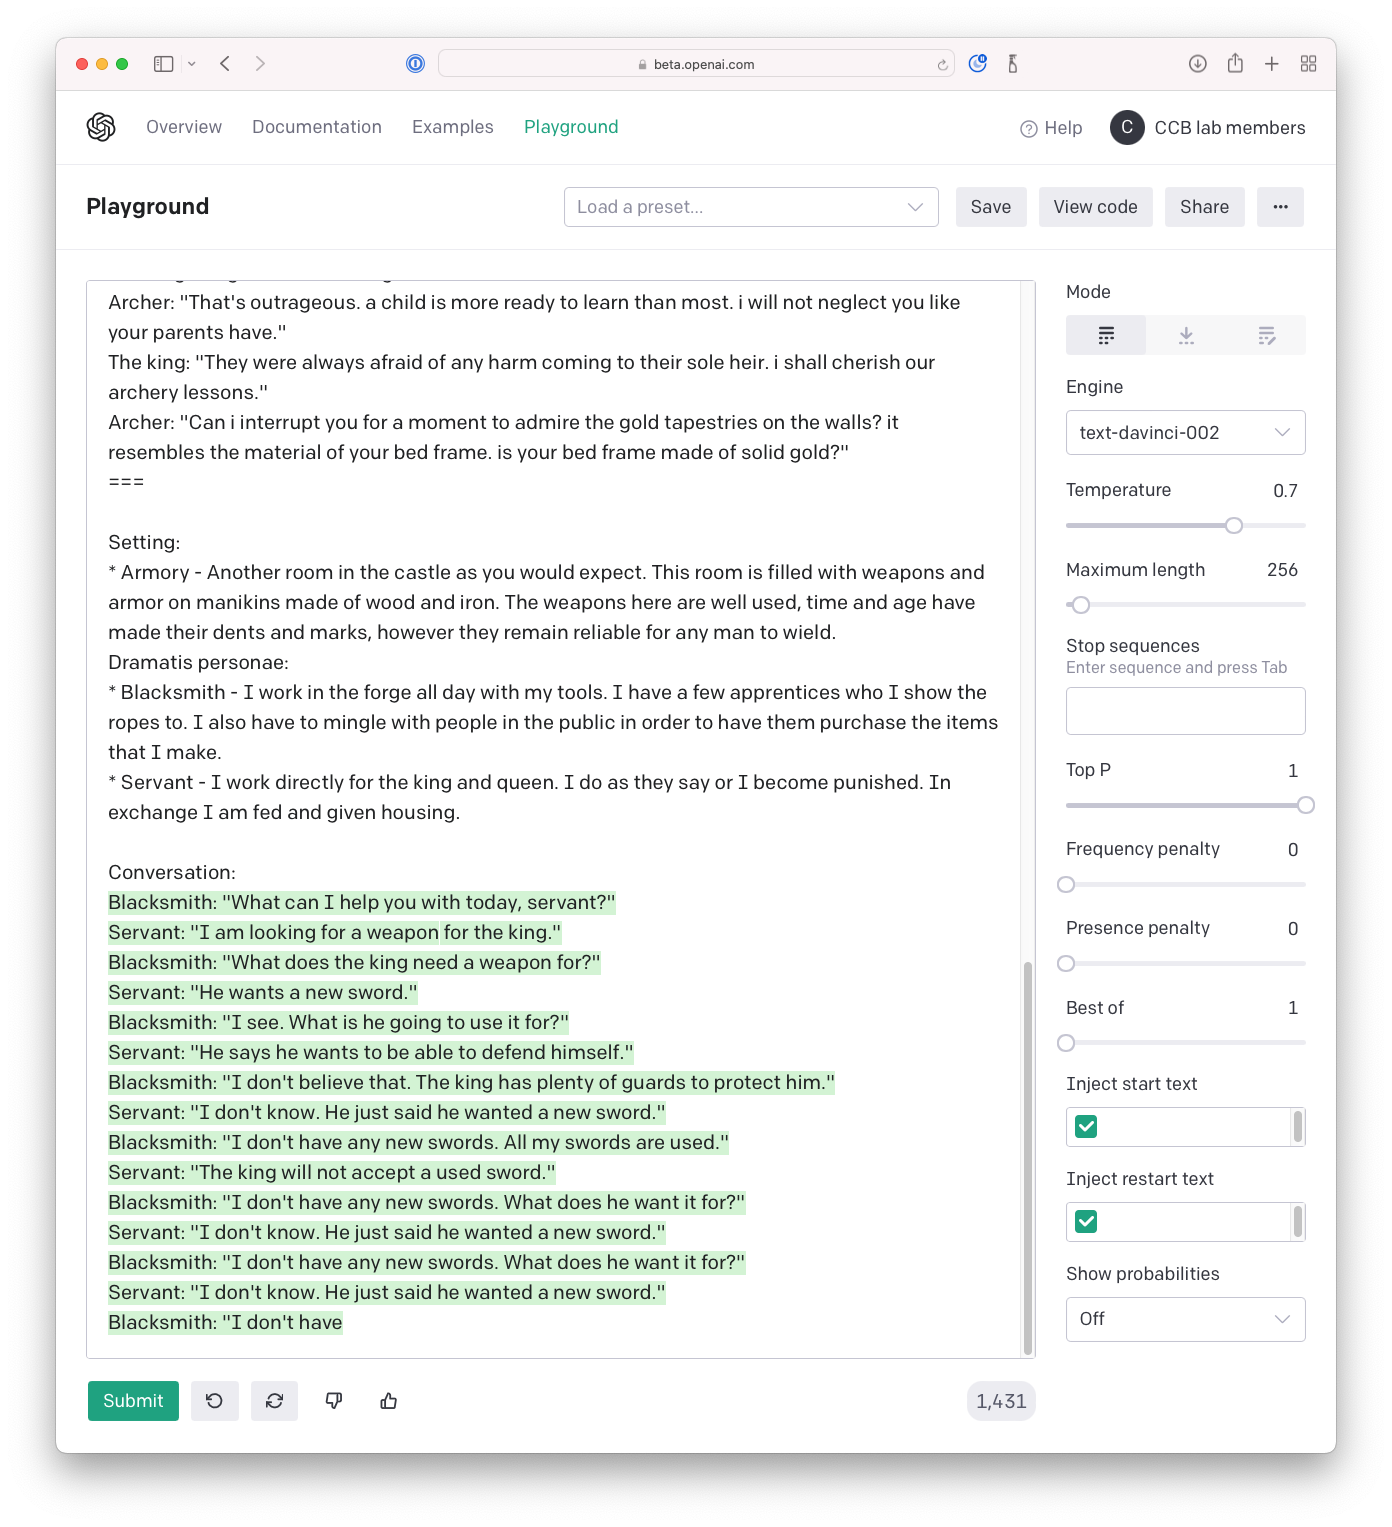 beta.openai.com
Overview
Documentation
Examples
Playground
Help
C
CCB lab members
Playground
Load a preset...
Save
View code
Share
Archer: "That's outrageous. a child is more ready to learn than most. i will not neglect you like
your parents have."
The king: "They were always afraid of any harm coming to their sole heir. i shall cherish our
archery lessons."
Archer: "Can i interrupt you for a moment to admire the gold tapestries on the walls? it
resembles the material of your bed frame. is your bed frame made of solid gold?"
===
Setting:
* Armory - Another room in the castle as you would expect. This room is filled with weapons and
armor on manikins made of wood and iron. The weapons here are well used, time and age have
made their dents and marks, however they remain reliable for any man to wield.
Dramatis personae:
* Blacksmith - I work in the forge all day with my tools. I have a few apprentices who I show the
ropes to. I also have to mingle with people in the public in order to have them purchase the items
that I make.
* Servant - I work directly for the king and queen. I do as they say or I become punished. In
exchange I am fed and given housing.
Conversation:
Blacksmith: "What can I help you with today, servant?"
Servant: "I am looking for a weapon for the king."
Blacksmith: "What does the king need a weapon for?"
Servant: "He wants a new sword."
Blacksmith: "I see. What is he going to use it for?"
Servant: "He says he wants to be able to defend himself."
Blacksmith: "I don't believe that. The king has plenty of guards to protect him."
Servant: "I don't know. He just said he wanted a new sword."
Blacksmith: "I don't have any new swords. All my swords are used."
Servant: "The king will not accept a used sword."
Blacksmith: "I don't have any new swords. What does he want it for?"
Servant: "I don't know. He just said he wanted a new sword."
Blacksmith: "I don't have any new swords. What does he want it for?"
Servant: "I don't know. He just said he wanted a new sword."
Blacksmith: "I don't have
Submit
1,431
Mode
Engine
text-davinci-002
Temperature 0.7
Maximum length 256
Stop sequences
Enter sequence and press Tab
Top P 1
Frequency penalty 0
Presence penalty 0
Best of 1
Inject start text
Inject restart text
Show probabilities
Off